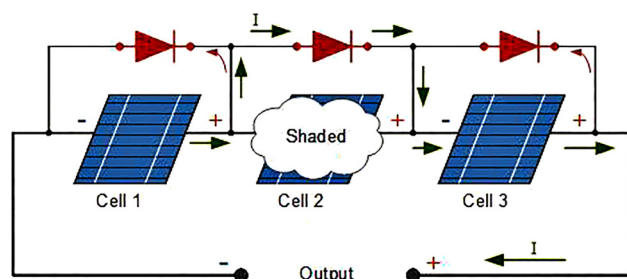 I
- + Shaded + - +
Cell 1 Cell 2 Cell 3
I
- Output +